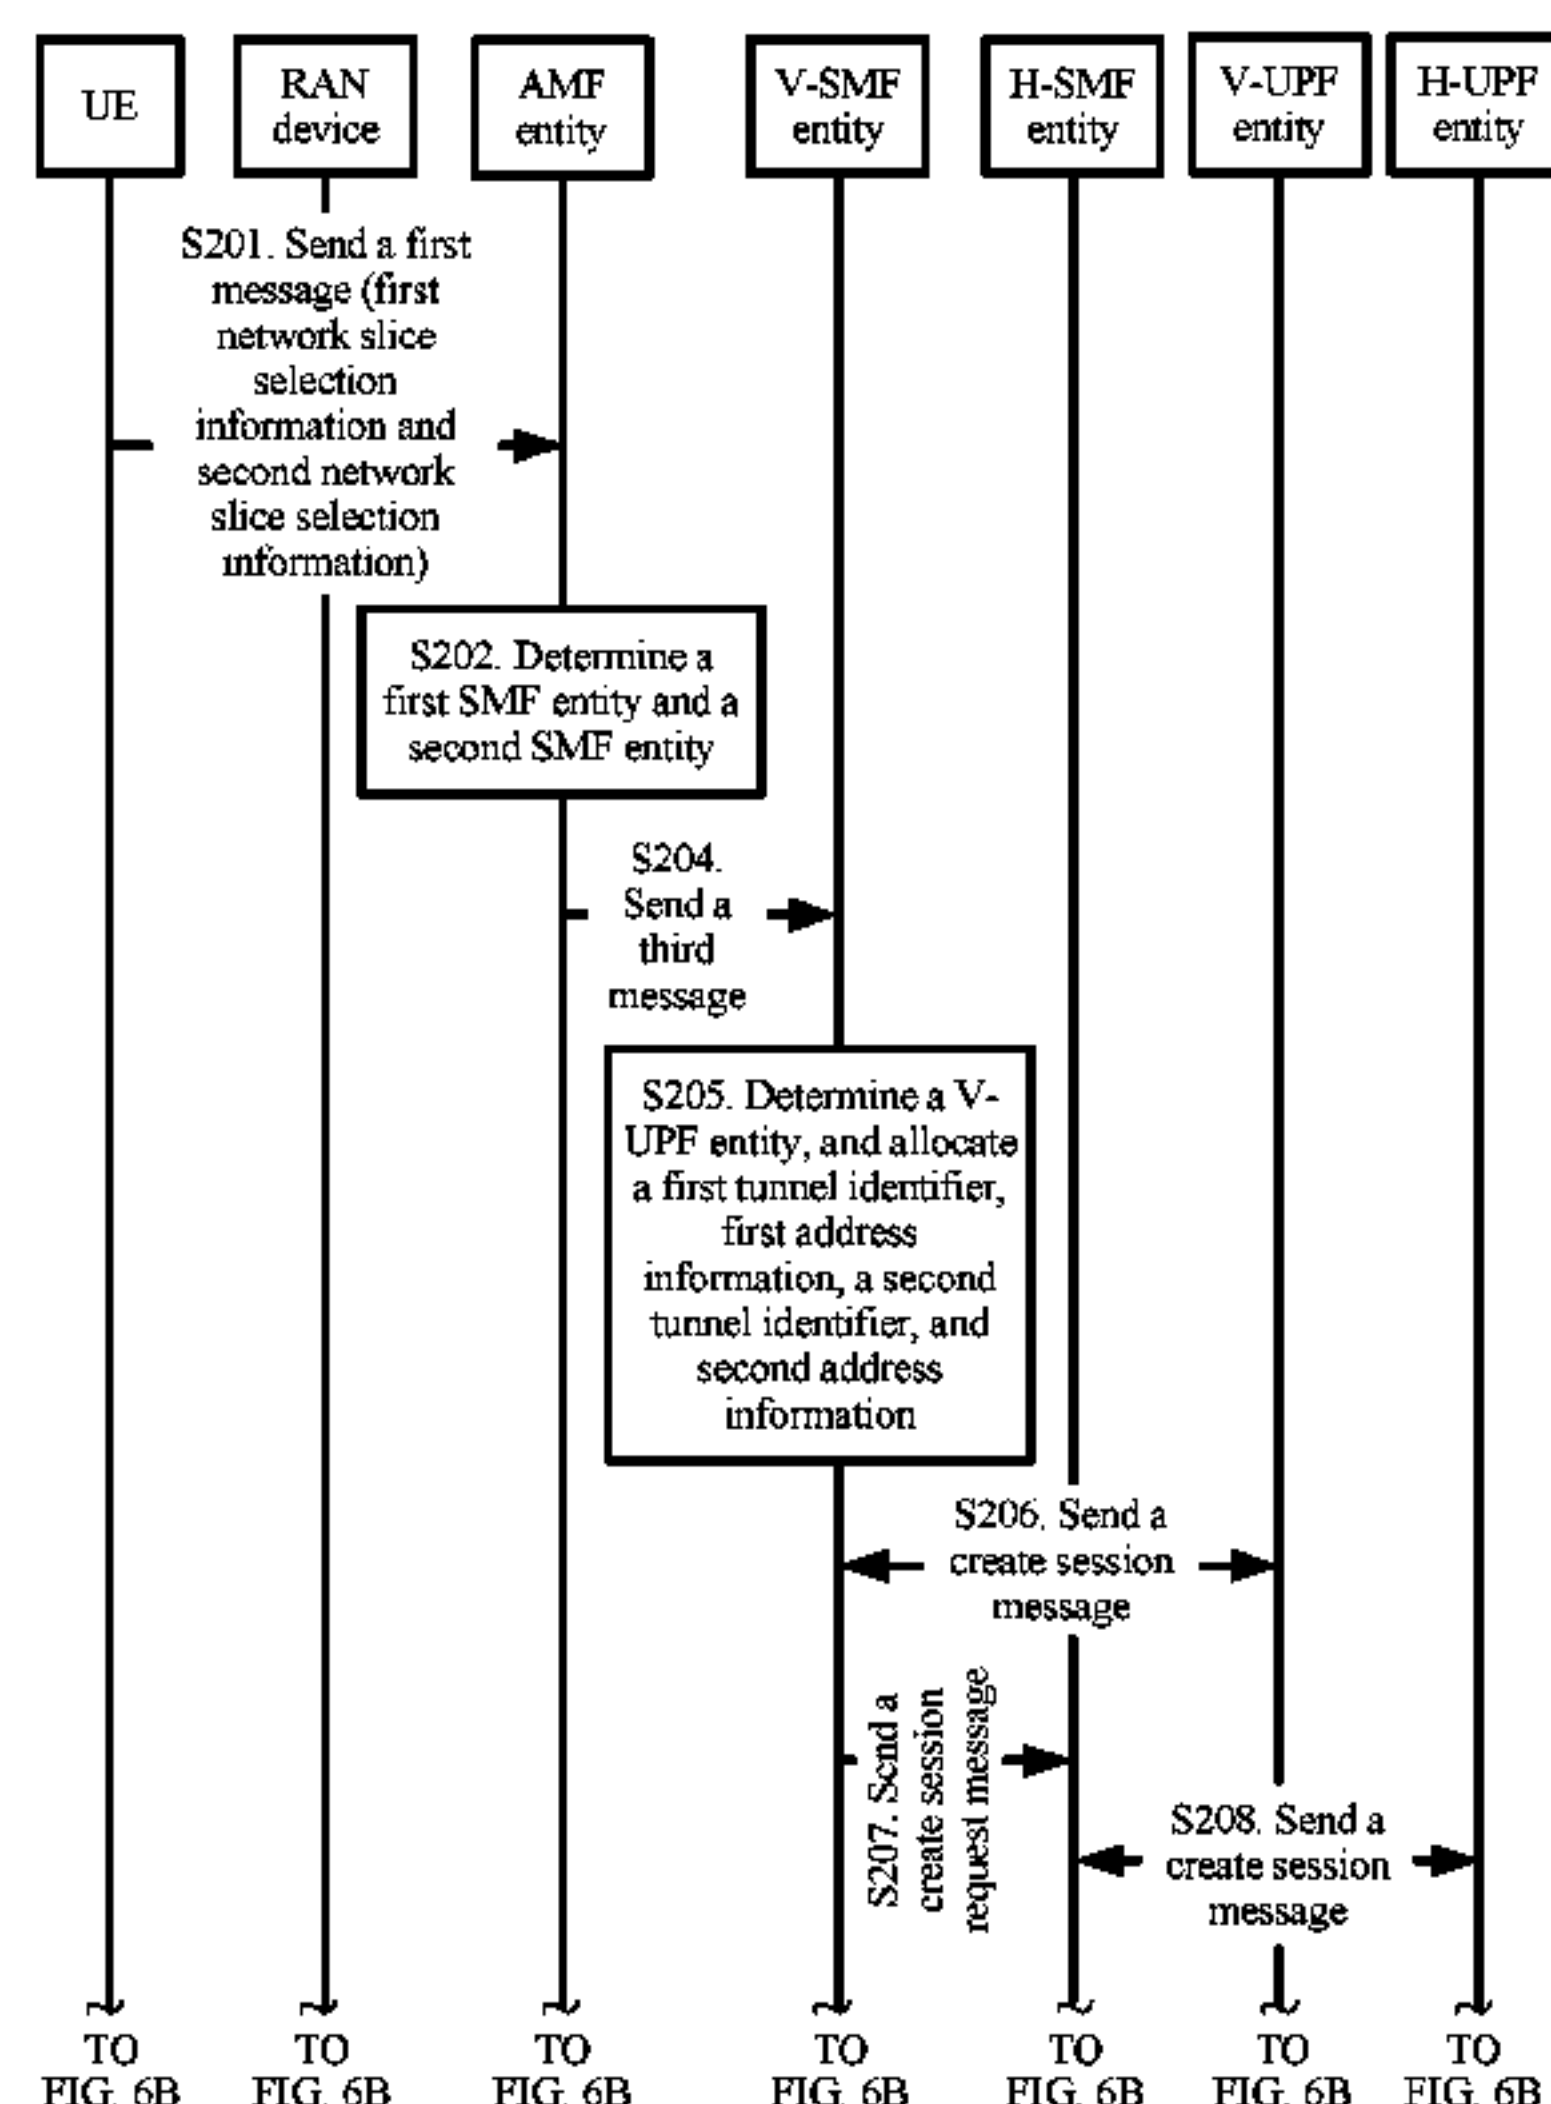 UE
RAN
device
AMF
entity
V-SMF
entity
H-SMF
entity
V-UPF
entity
H-UPF
entity
S201. Send a first
message (first
network slice
selection
information and
second network
slice selection
information)
S202. Determine a
first SMF entity and a
second SMF entity
S204.
Send a
third
message
S205. Determine a V-
UPF entity, and allocate
a first tunnel identifier,
first address
information, a second
tunnel identifier, and
second address
information
S206. Send a
create session
message
S207. Send a
create session
request message
S208. Send a
create session
message
TO
FIG. 6B
TO
FIG. 6B
TO
FIG. 6B
TO
FIG. 6B
TO
FIG. 6B
TO
FIG. 6B
TO
FIG. 6B